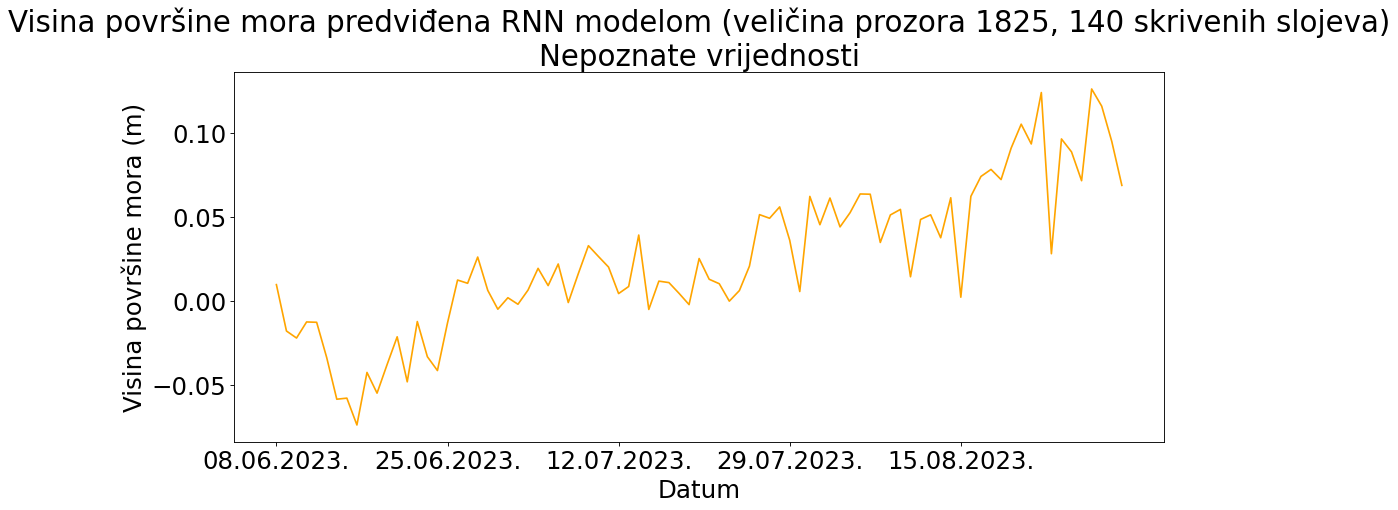 Visina površine mora predviđena RNN modelom (veličina prozora 1825, 140 skrivenih slojeva)
Nepoznate vrijednosti
Visina površine mora (m)
0.10
0.05
0.00
−0.05
08.06.2023. 25.06.2023. 12.07.2023. 29.07.2023. 15.08.2023.
Datum